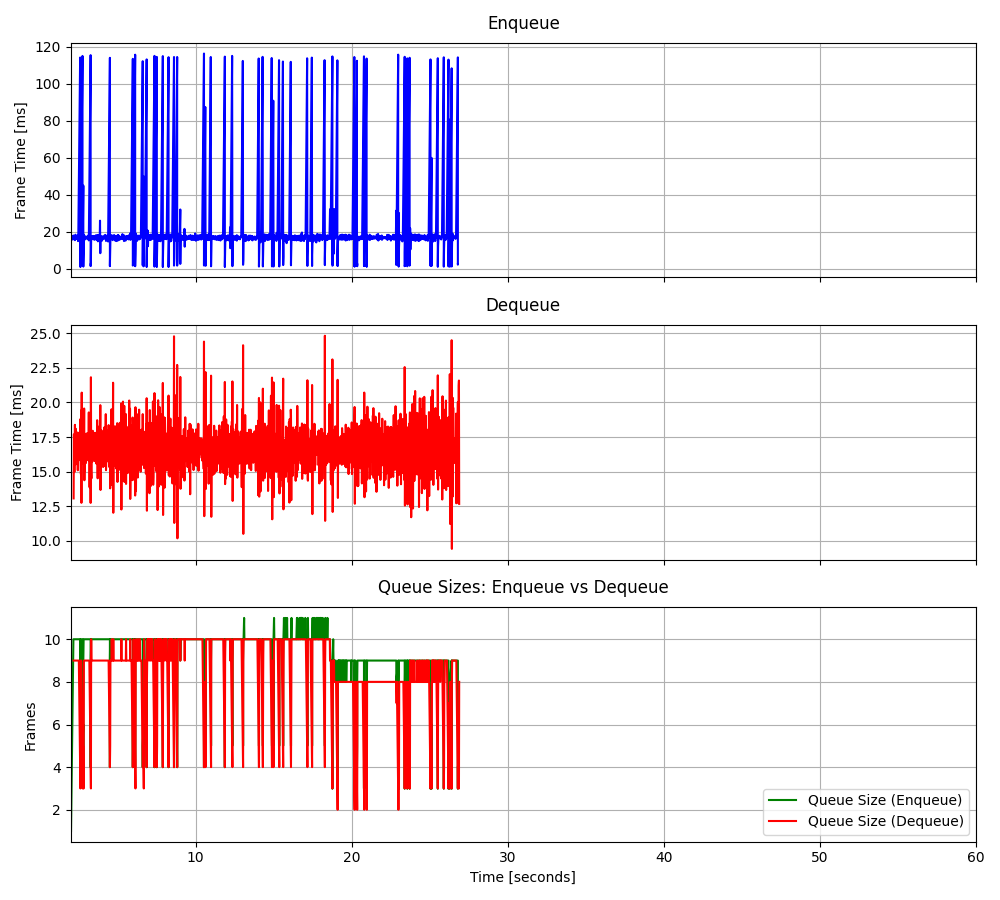 Enqueue
120
100
80
60
40
20
0
Frame Time [ms]
Dequeue
25.0
22.5
20.0
17.5
15.0
12.5
10.0
Frame Time [ms]
Queue Sizes: Enqueue vs Dequeue
10
8
6
4
2
Frames
Queue Size (Enqueue)
Queue Size (Dequeue)
10 20 30 40 50 60
Time [seconds]